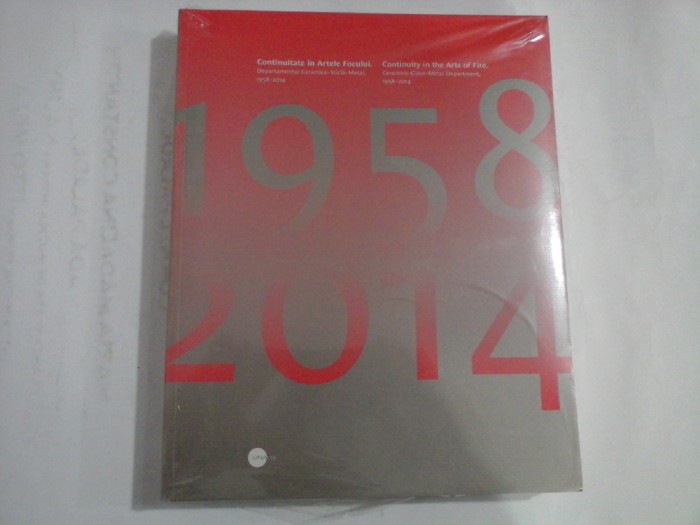 Continuitate în Artele Focului.
Departamentul Ceramică-Sticlă-Metal,
1958-2014
Continuity in the Arts of Fire.
Ceramics-Glass-Metal Department,
1958-2014
1958
2014